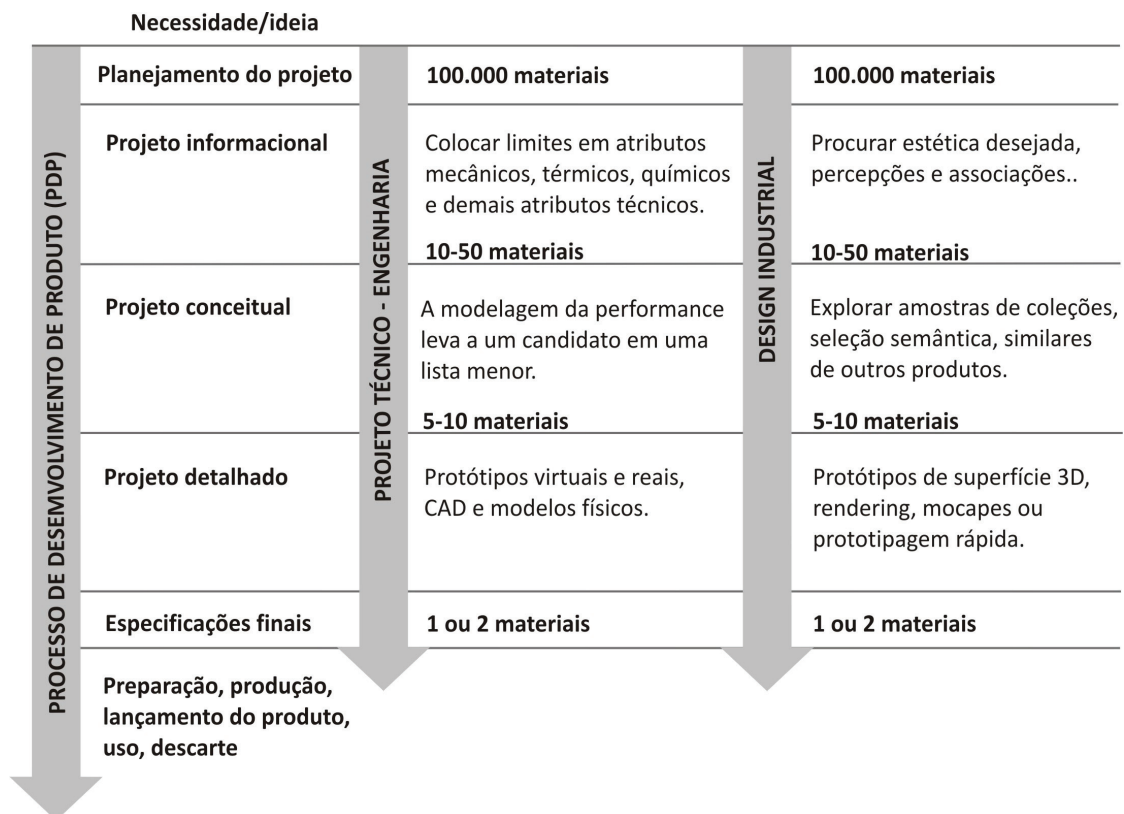 Necessidade/ideia
PROCESSO DE DESEMVOLVIMENTO DE PRODUTO (PDP)
PROJETO TÉCNICO - ENGENHARIA
DESIGN INDUSTRIAL
Planejamento do projeto
100.000 materiais
100.000 materiais
Projeto informacional
Colocar limites em atributos
mecânicos, térmicos, químicos
e demais atributos técnicos.
10-50 materiais
Procurar estética desejada,
percepções e associações..
10-50 materiais
Projeto conceitual
A modelagem da performance
leva a um candidato em uma
lista menor.
5-10 materiais
Explorar amostras de coleções,
seleção semântica, similares
de outros produtos.
5-10 materiais
Projeto detalhado
Protótipos virtuais e reais,
CAD e modelos físicos.
Protótipos de superfície 3D,
rendering, mocapes ou
prototipagem rápida.
Especificações finais
1 ou 2 materiais
1 ou 2 materiais
Preparação, produção,
lançamento do produto,
uso, descarte